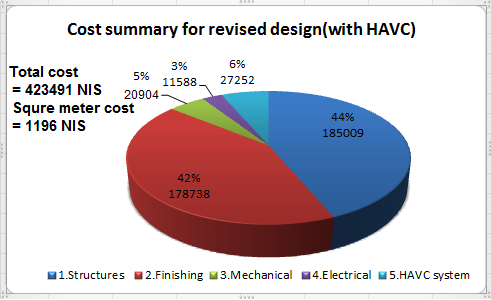 Cost summary for revised design(with HAVC)
Total cost
= 423491 NIS
Squre meter cost
= 1196 NIS
5%
20904
3%
11588
6%
27252
44%
185009
42%
178738
1.Structures 2.Finishing 3.Mechanical 4.Electrical 5.HAVC system